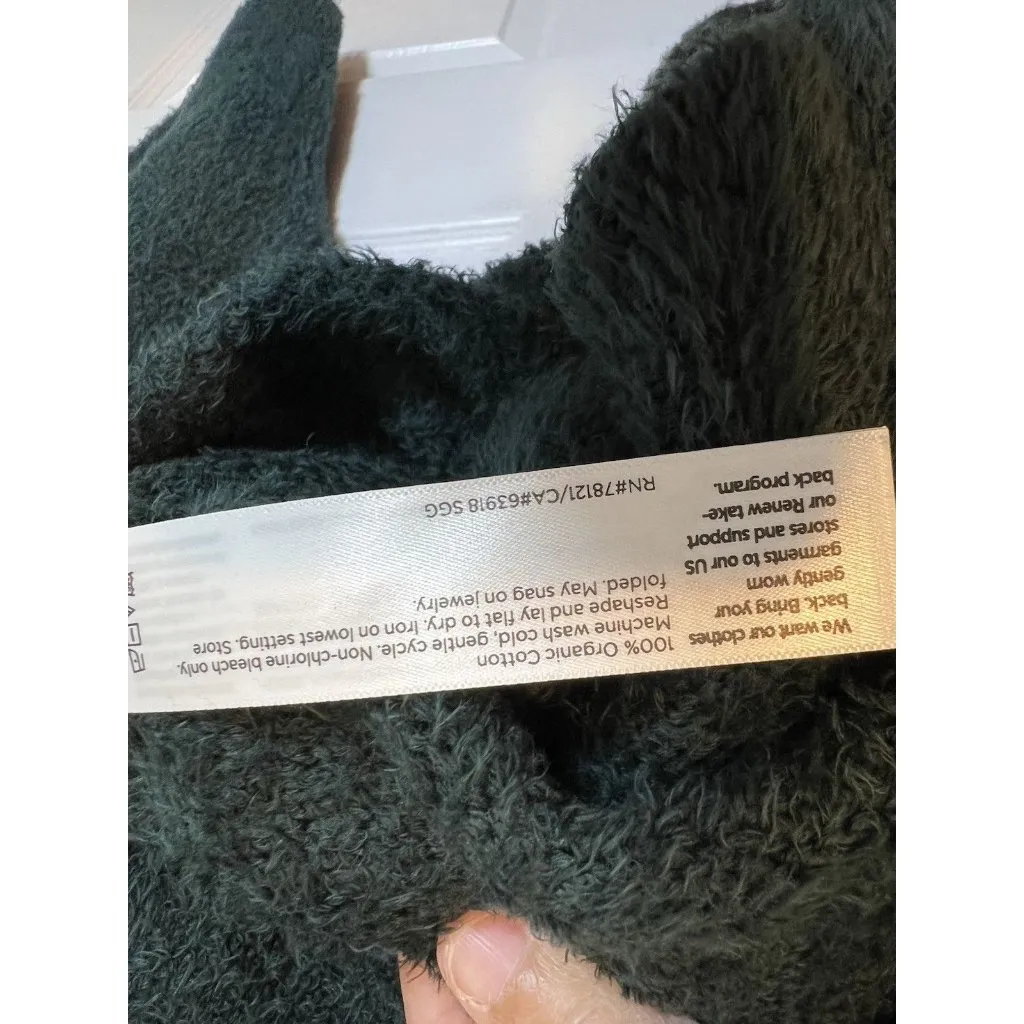 We want our clothes
back. Bring your
gently worn
garments to our US
stores and support
our Renew take-
back program.
100% Organic Cotton
Machine wash cold, gentle cycle. Non-chlorine bleach only.
Reshape and lay flat to dry. Iron on lowest setting. Store
folded. May snag on jewelry.
RN#78121/CA#63918 SGG